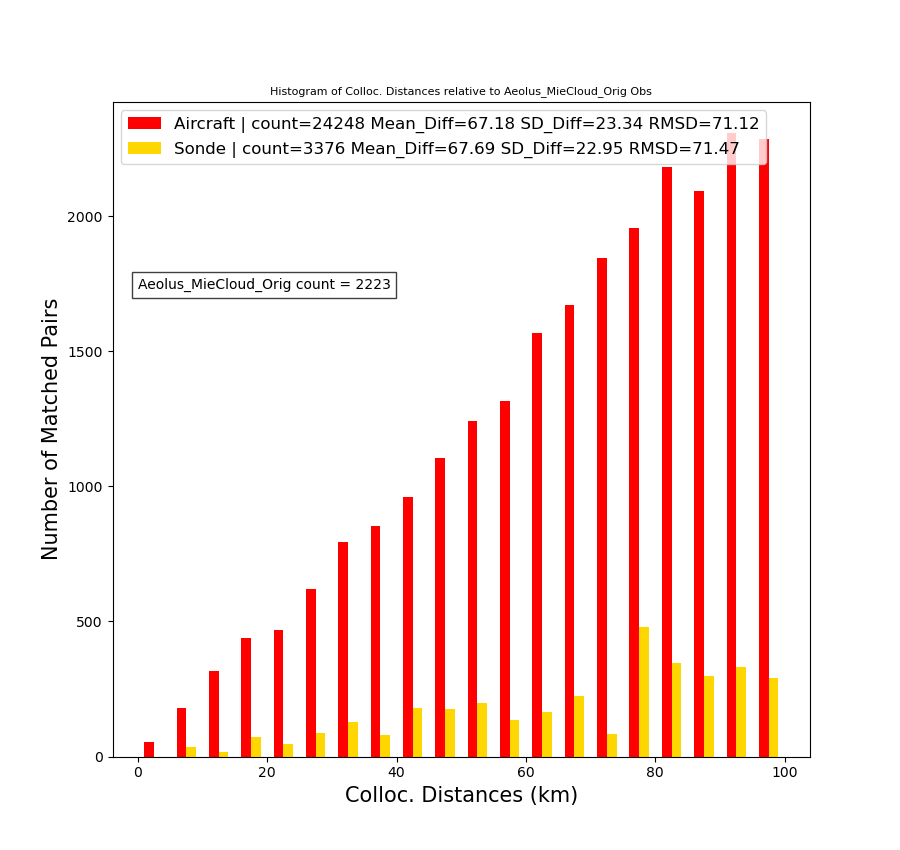 Histogram of Colloc. Distances relative to Aeolus_MieCloud_Orig Obs
Aircraft | count=24248 Mean_Diff=67.18 SD_Diff=23.34 RMSD=71.12
Sonde | count=3376 Mean_Diff=67.69 SD_Diff=22.95 RMSD=71.47
Aeolus_MieCloud_Orig count = 2223
Number of Matched Pairs
2000
1500
1000
500
0
0 20 40 60 80 100
Colloc. Distances (km)